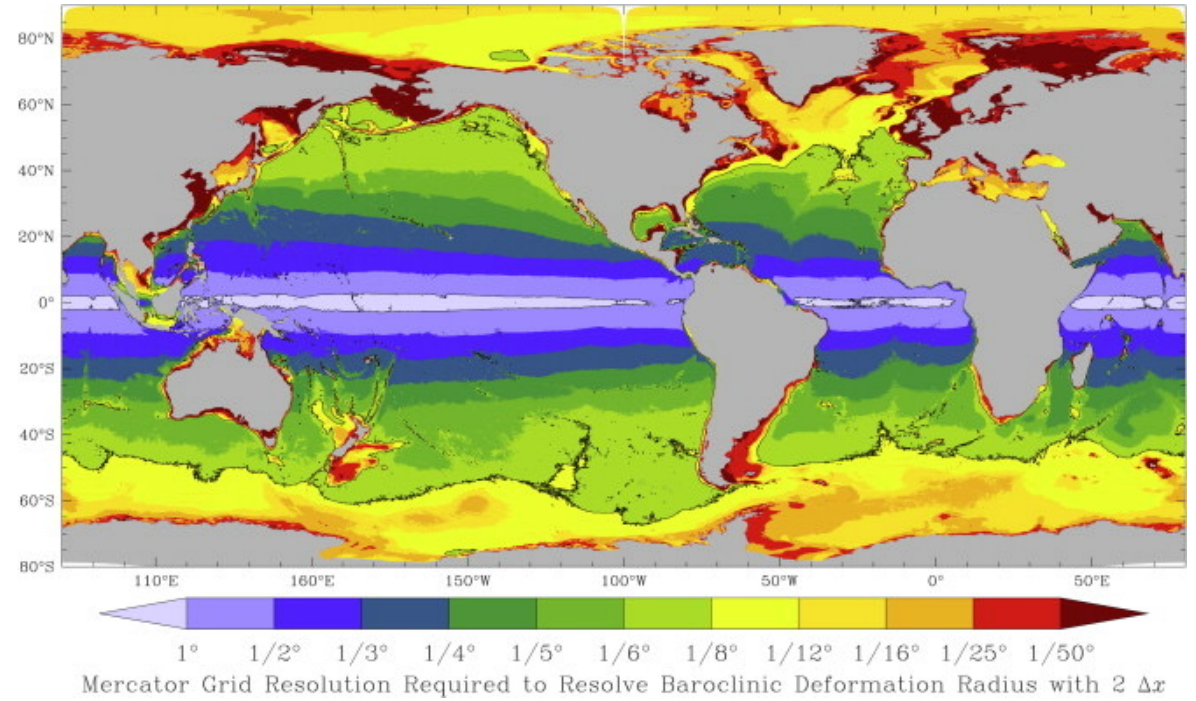 80°N
60°N
40°N
20°N
0°
20°S
40°S
60°S
80°S
110°E 160°E 150°W 100°W 50°W 0° 50°E
1° 1/2° 1/3° 1/4° 1/5° 1/6° 1/8° 1/12° 1/16° 1/25° 1/50°
Mercator Grid Resolution Required to Resolve Baroclinic Deformation Radius with 2 Δx